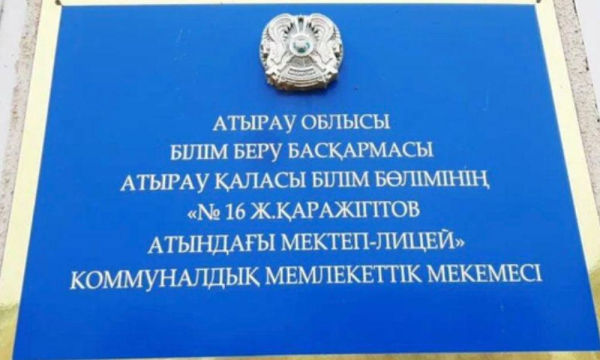 АТЫРАУ ОБЛЫСЫ
БІЛІМ БЕРУ БАСҚАРМАСЫ
АТЫРАУ ҚАЛАСЫ БІЛІМ БӨЛІМІНІҢ
«№ 16 Ж.ҚАРАЖІГІТОВ
АТЫНДАҒЫ МЕКТЕП-ЛИЦЕЙ»
КОММУНАЛДЫҚ МЕМЛЕКЕТТІК МЕКЕМЕСІ